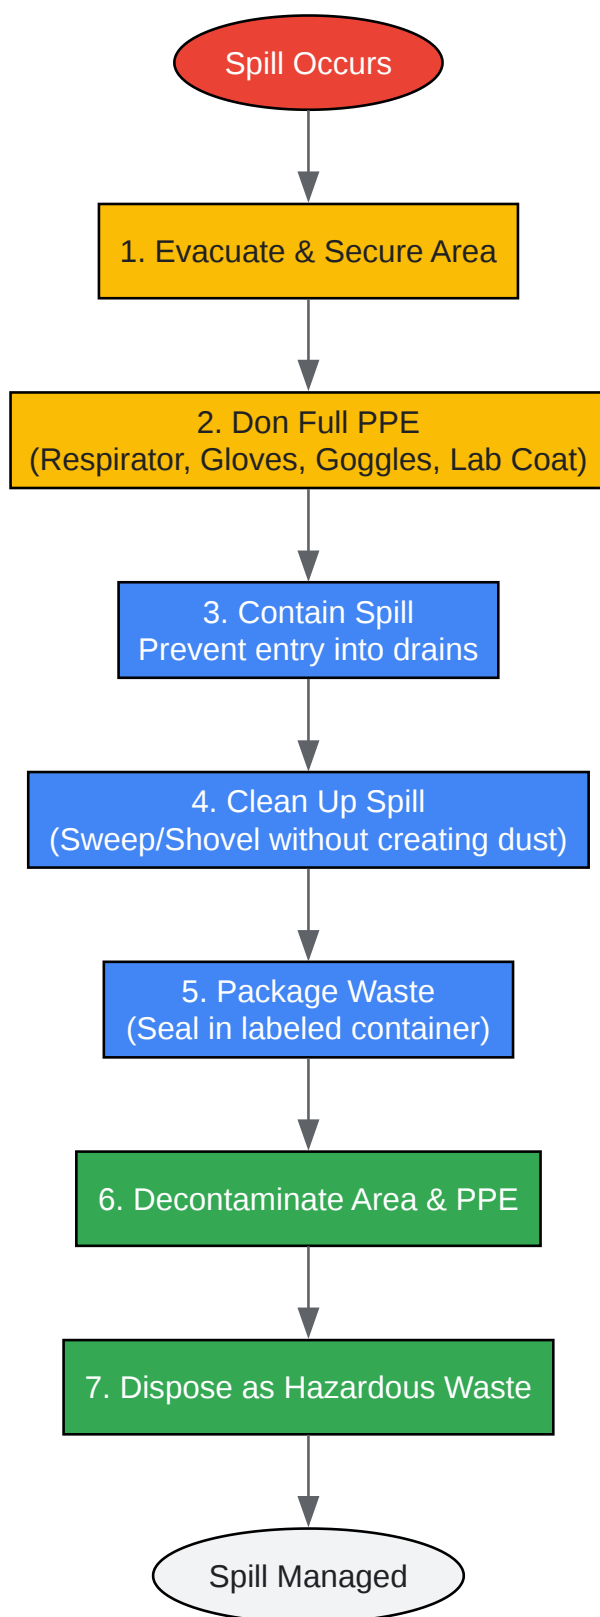 Spill Occurs
1. Evacuate & Secure Area
2. Don Full PPE
(Respirator, Gloves, Goggles, Lab Coat)
3. Contain Spill
Prevent entry into drains
4. Clean Up Spill
(Sweep/Shovel without creating dust)
5. Package Waste
(Seal in labeled container)
6. Decontaminate Area & PPE
7. Dispose as Hazardous Waste
Spill Managed